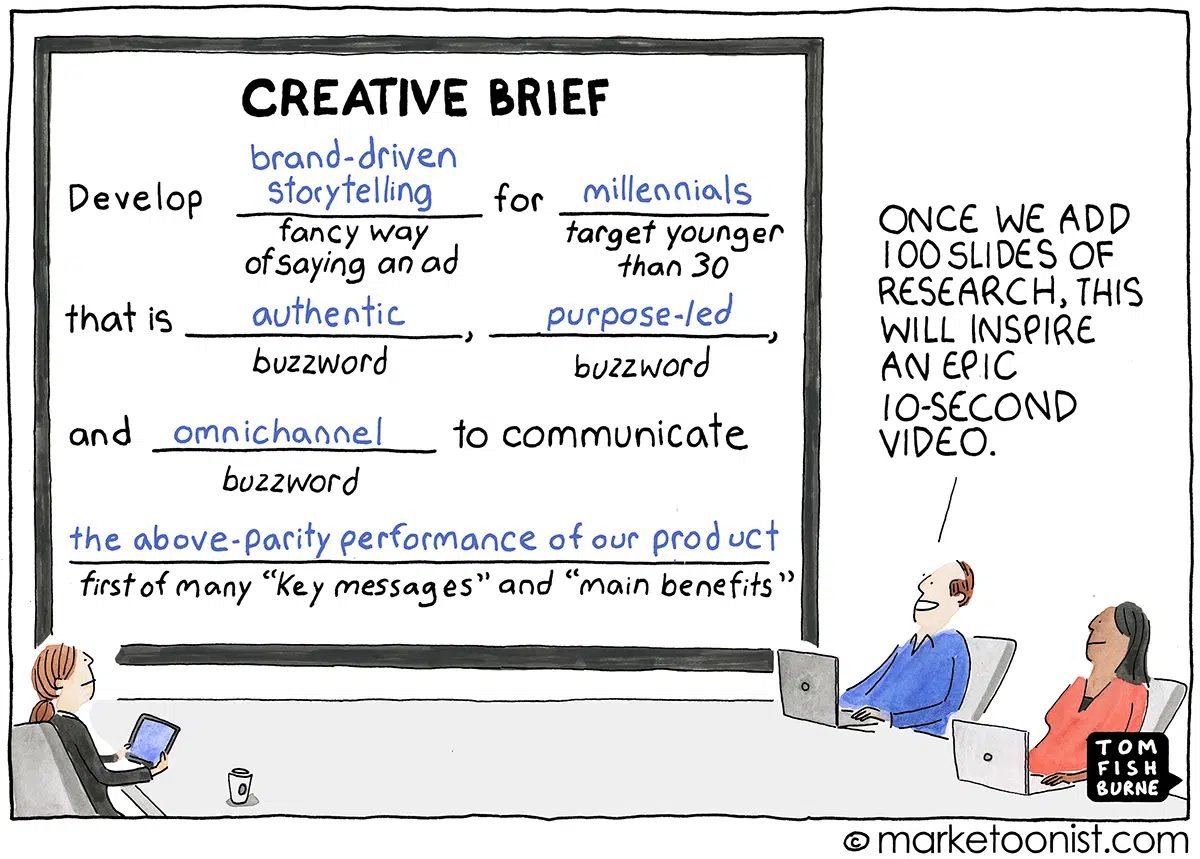 CREATIVE BRIEF
brand-driven
Develop storytelling for millennials
fancy way target younger
of saying an ad than 30
that is authentic, purpose-led,
buzzword buzzword
and omnichannel to communicate
buzzword
the above-parity performance of our product
first of many “key messages” and “main benefits”
ONCE WE ADD
100 SLIDES OF
RESEARCH, THIS
WILL INSPIRE
AN EPIC
10-SECOND
VIDEO.
TOM
FISH
BURNE
© marketoonist.com